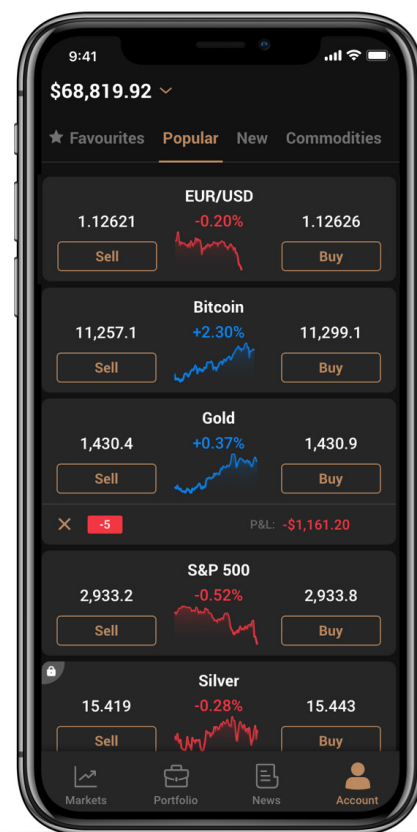 9:41
$68,819.92
Favourites Popular New Commodities
EUR/USD
1.12621 -0.20% 1.12626
Sell Buy
Bitcoin
11,257.1 +2.30% 11,299.1
Sell Buy
Gold
1,430.4 +0.37% 1,430.9
Sell Buy
-5 P&L: -$1,161.20
S&P 500
2,933.2 -0.52% 2,933.8
Sell Buy
Silver
15.419 -0.28% 15.443
Sell Buy
Markets Portfolio News Account